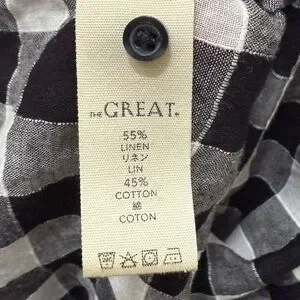 THE GREAT.
55%
LINEN
リネン
LIN
45%
COTTON
綿
COTON